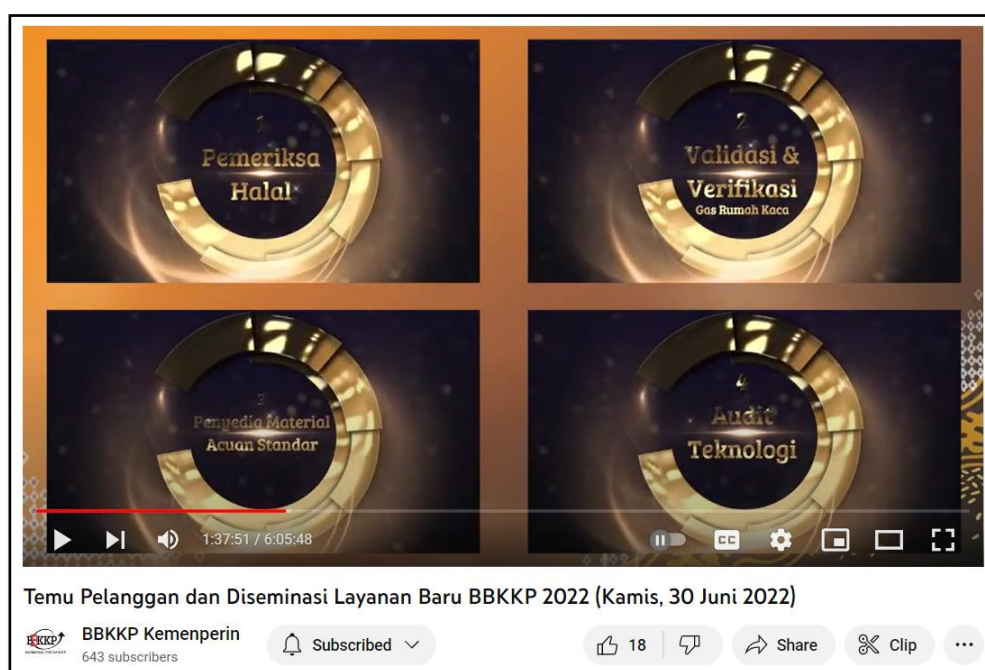 1
Pemeriksa
Halal
2
Validasi &
Verifikasi
Gas Rumah Kaca
3
Penyedia Material
Acuan Standar
4
Audit
Teknologi
1:37:51 / 6:05:48
CC
Temu Pelanggan dan Diseminasi Layanan Baru BBKKP 2022 (Kamis, 30 Juni 2022)
BBKKP
BBKKP Kemenperin
643 subscribers
Subscribed
18
Share
Clip